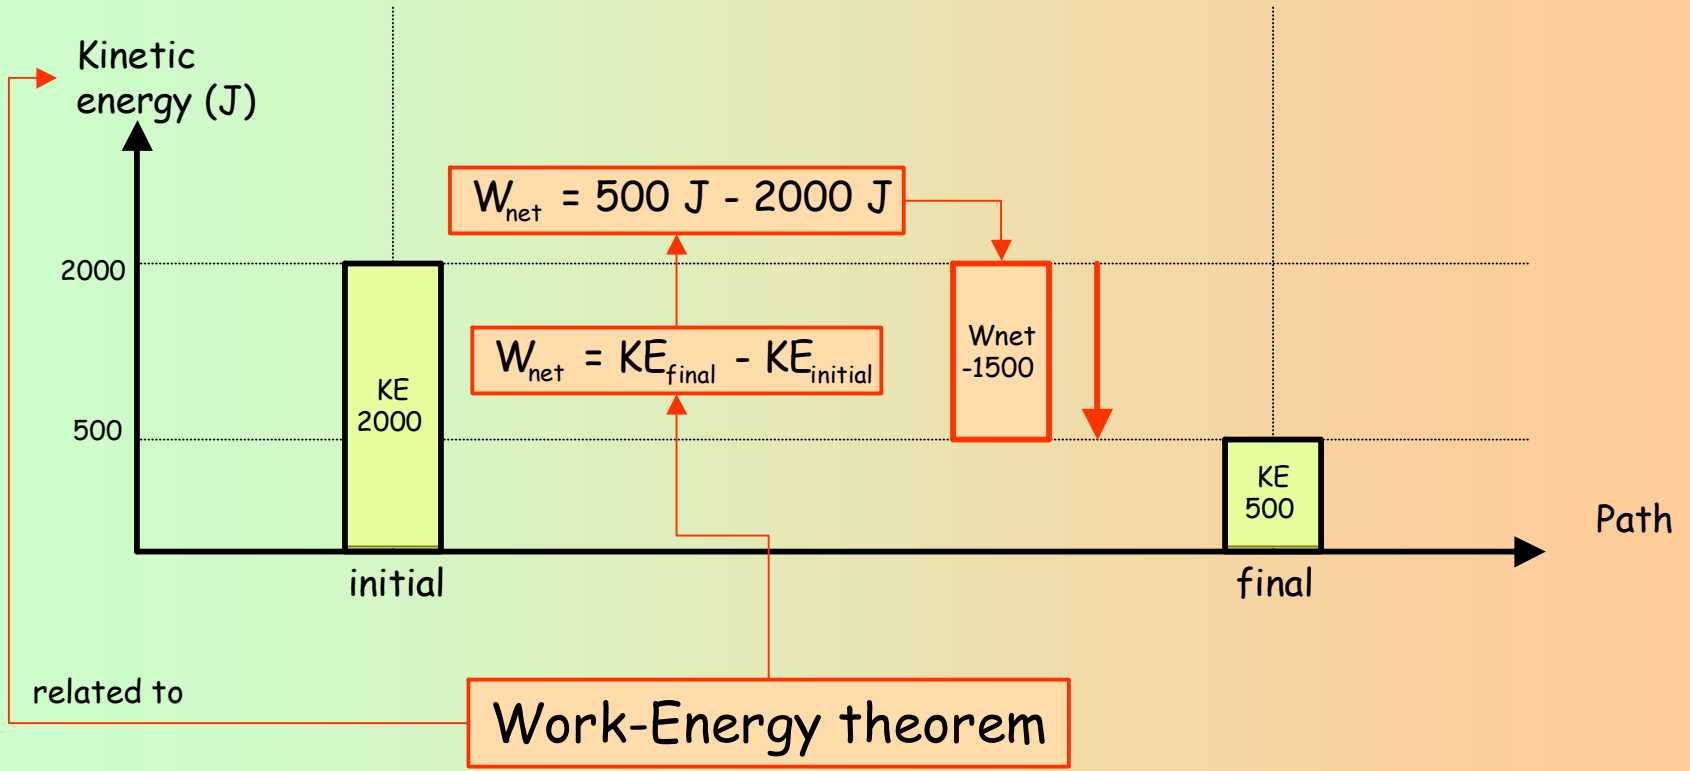 Kinetic
energy (J)
W_net = 500 J - 2000 J
2000
W_net = KE_final - KE_initial
Wnet
-1500
KE
2000
500
KE
500
Path
initial
final
related to
Work-Energy theorem